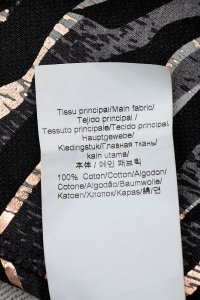 Tissu principal/Main fabric/
Tejido principal /
Tessuto principale/Tecido principal
Hauptgewebe/
Kledingstuk/Главная ткань/
kain utama/
本体 / 메인 패브릭
100% Coton/Cotton/Algodon/
Cotone/Algodão/Baumwolle/
Katoen/Хлопок/Kapas/棉/면